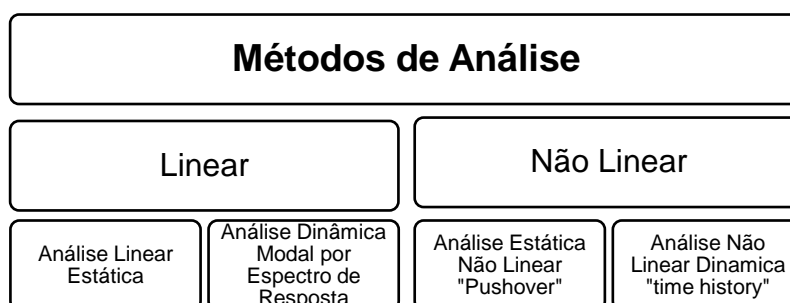 Métodos de Análise
Linear
Não Linear
Análise Linear
Estática
Análise Dinâmica
Modal por
Espectro de
Resposta
Análise Estática
Não Linear
"Pushover"
Análise Não
Linear Dinamica
"time history"